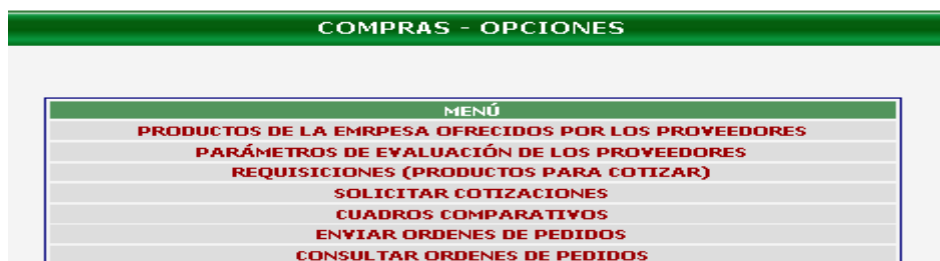 COMPRAS - OPCIONES
MENÚ
PRODUCTOS DE LA EMRPESA OFRECIDOS POR LOS PROVEEDORES
PARÁMETROS DE EVALUACIÓN DE LOS PROVEEDORES
REQUISICIONES (PRODUCTOS PARA COTIZAR)
SOLICITAR COTIZACIONES
CUADROS COMPARATIVOS
ENVIAR ORDENES DE PEDIDOS
CONSULTAR ORDENES DE PEDIDOS